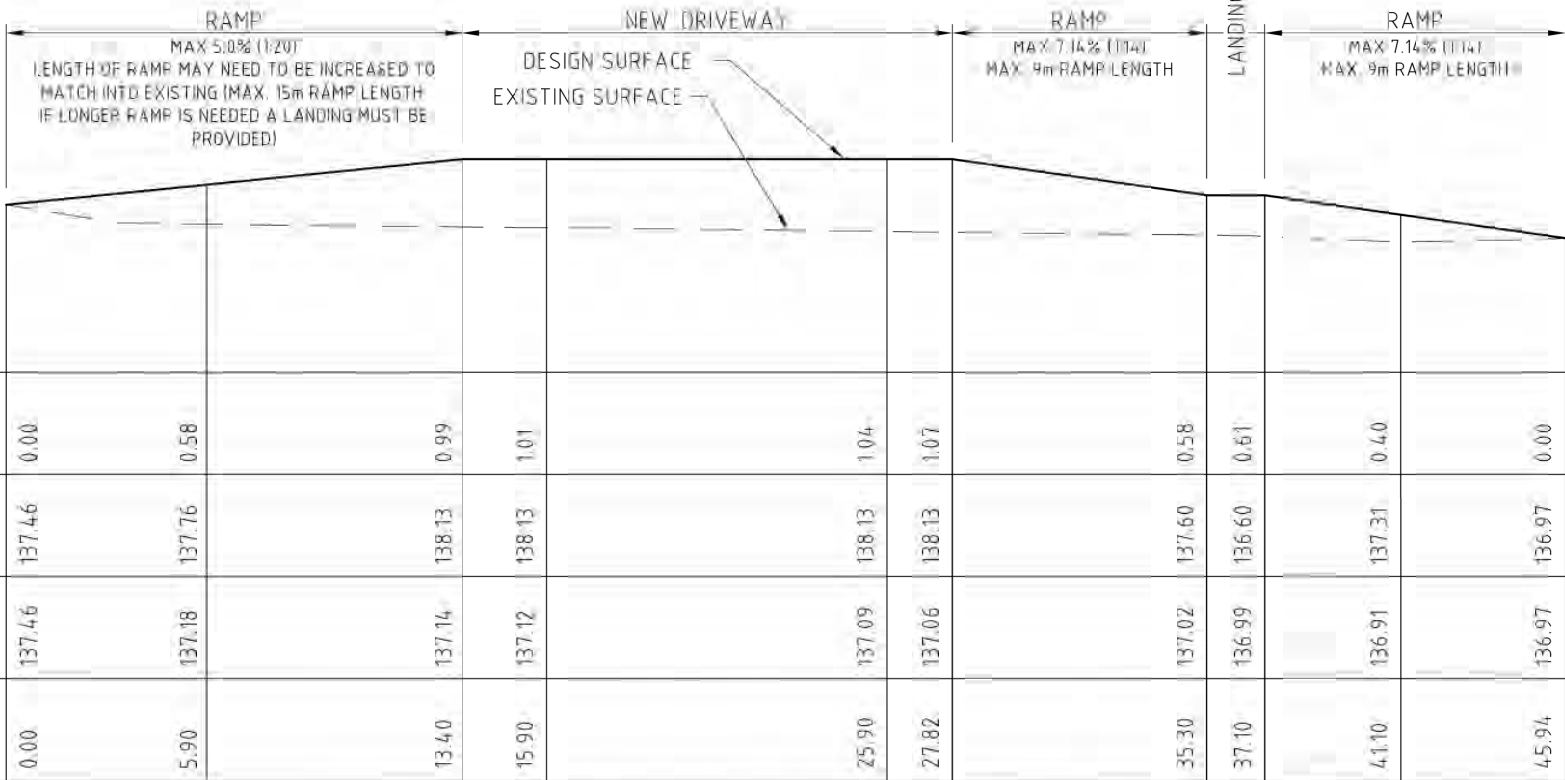 RAMP
MAX 5.0% (1:20)
LENGTH OF RAMP MAY NEED TO BE INCREASED TO
MATCH INTO EXISTING (MAX. 15m RAMP LENGTH
IF LONGER RAMP IS NEEDED A LANDING MUST BE
PROVIDED)
NEW DRIVEWAY
DESIGN SURFACE
EXISTING SURFACE
RAMP
MAX 7.14% (1:14)
MAX. 9m RAMP LENGTH
LANDING
RAMP
MAX 7.14% (1:14)
MAX. 9m RAMP LENGTH
0.00 0.58 0.99 1.01 1.04 1.07 0.58 0.61 0.40 0.00
137.46 137.76 138.13 138.13 138.13 138.13 137.60 136.60 137.31 136.97
137.46 137.18 137.14 137.12 137.09 137.06 137.02 136.99 136.91 136.97
0.00 5.90 13.40 15.90 25.90 27.82 35.30 37.10 41.10 45.94